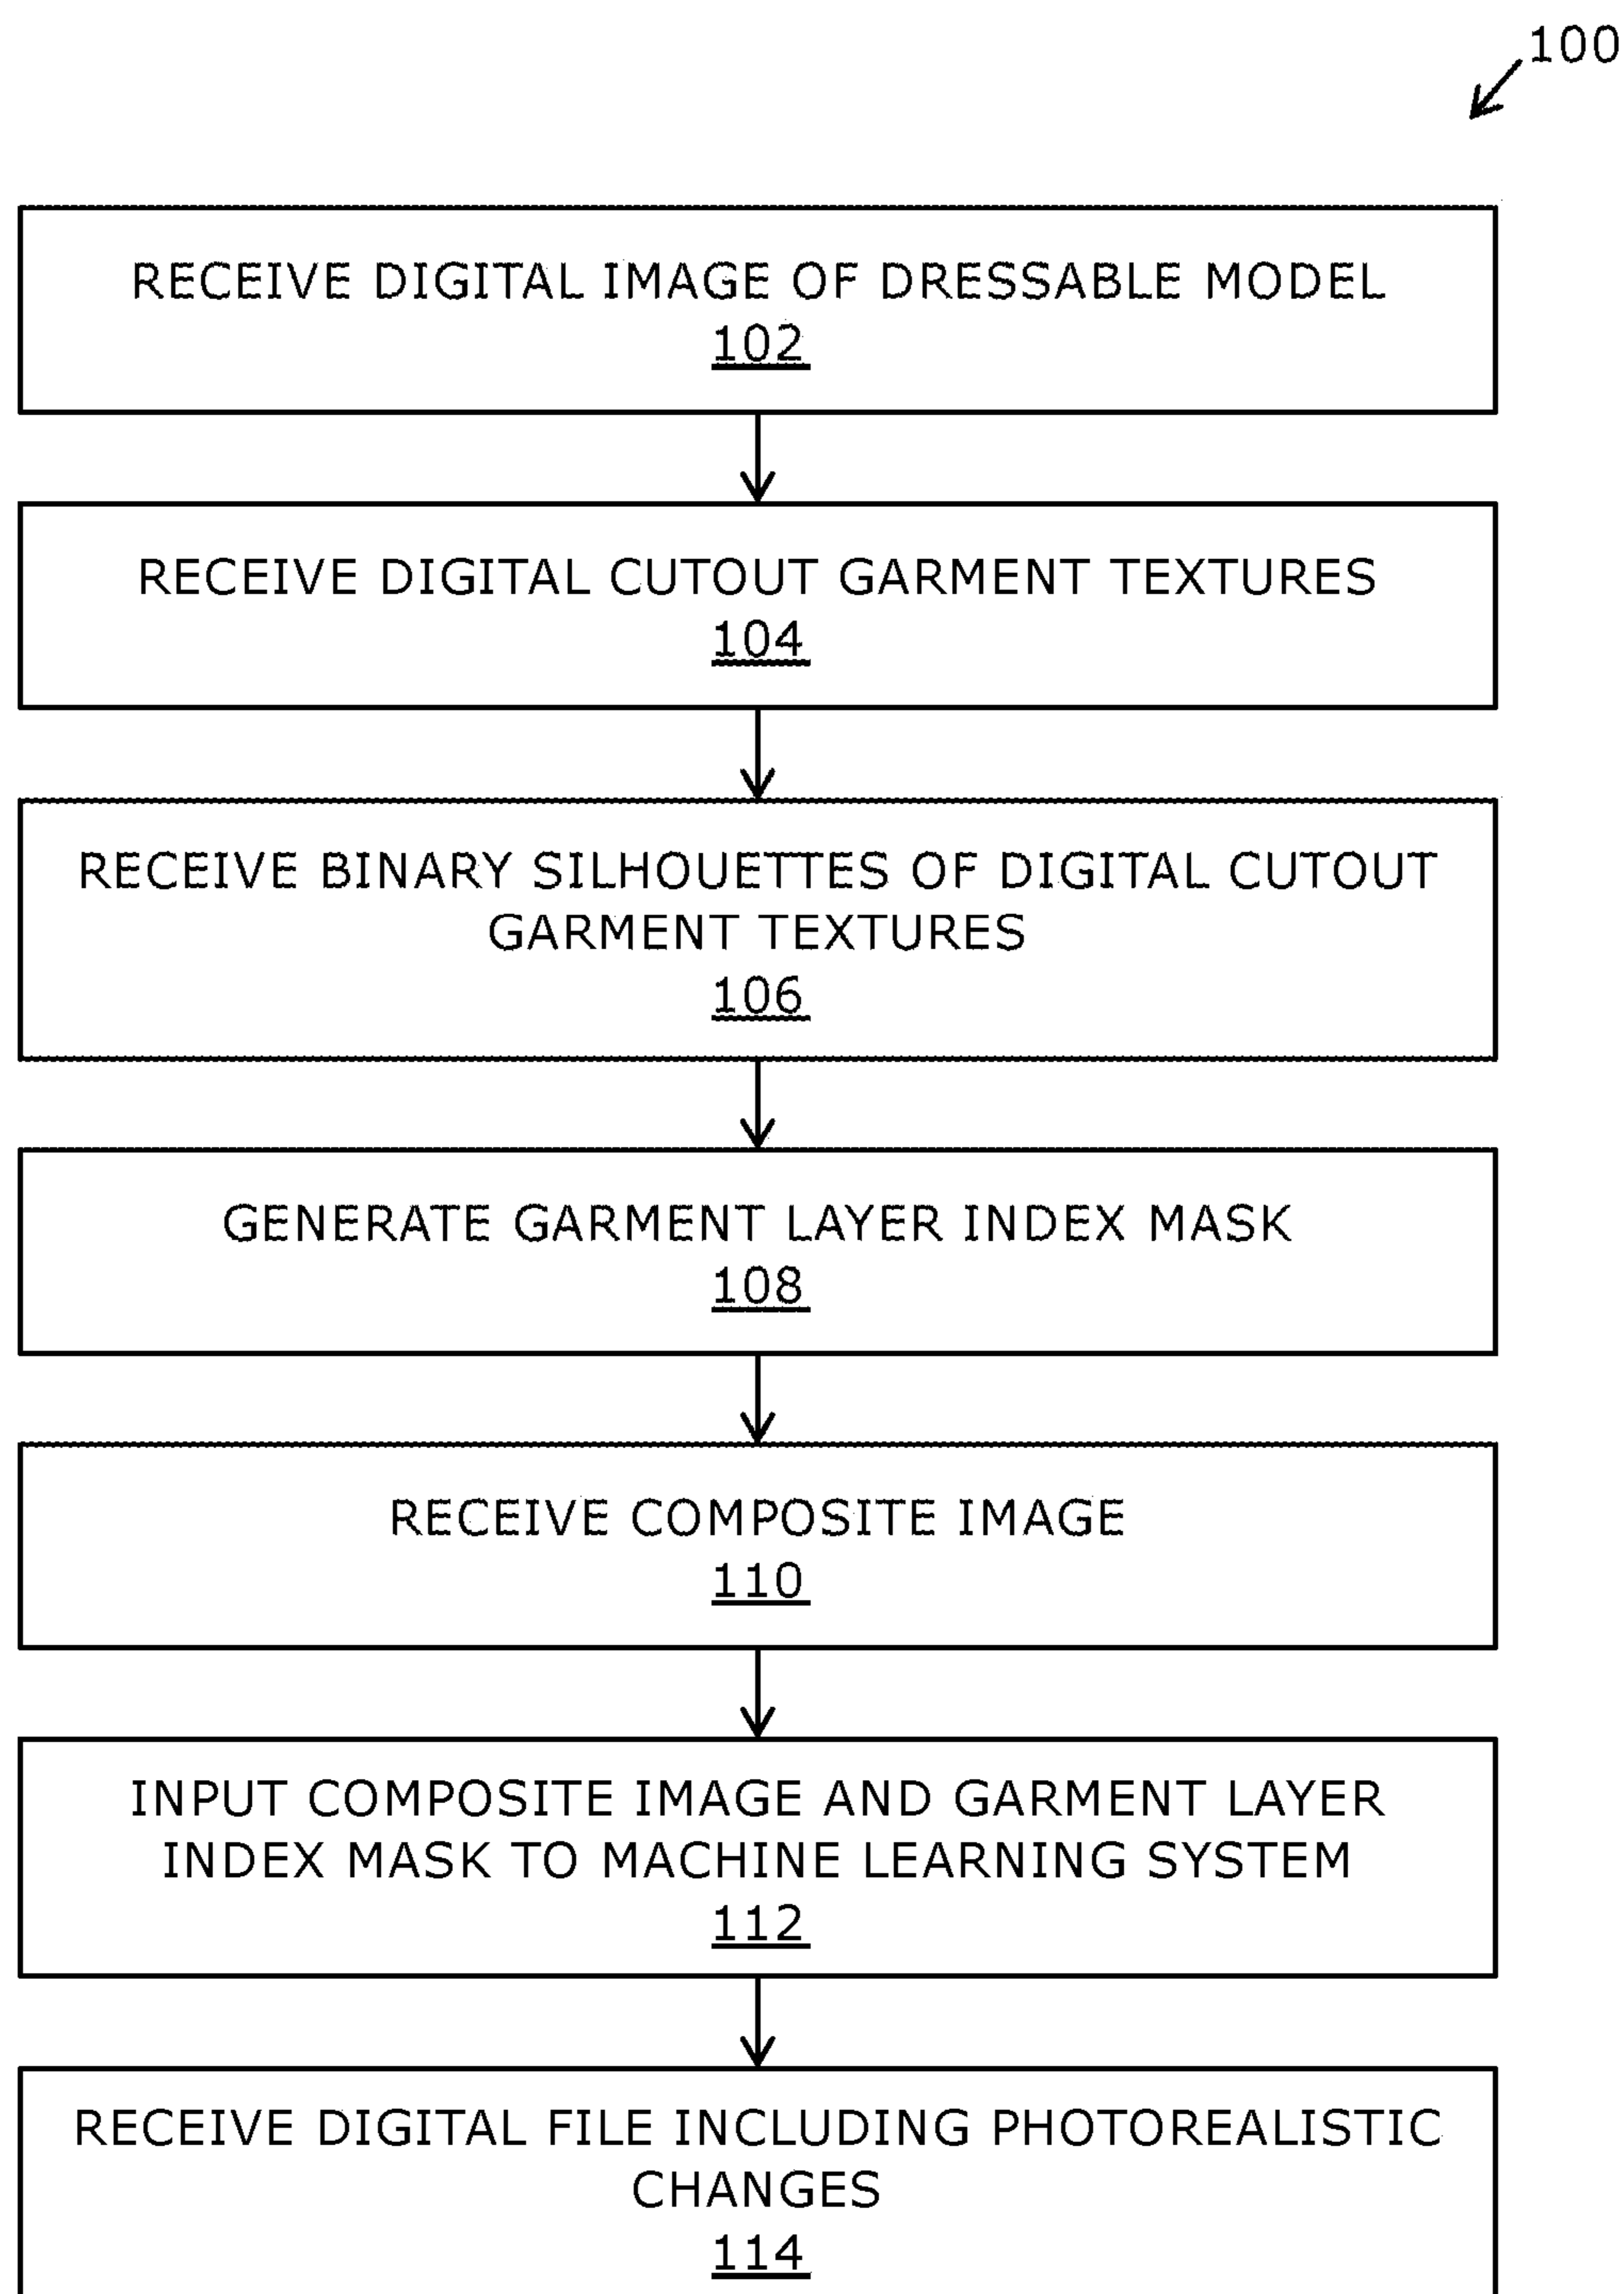 100
RECEIVE DIGITAL IMAGE OF DRESSABLE MODEL
102
RECEIVE DIGITAL CUTOUT GARMENT TEXTURES
104
RECEIVE BINARY SILHOUETTES OF DIGITAL CUTOUT
GARMENT TEXTURES
106
GENERATE GARMENT LAYER INDEX MASK
108
RECEIVE COMPOSITE IMAGE
110
INPUT COMPOSITE IMAGE AND GARMENT LAYER
INDEX MASK TO MACHINE LEARNING SYSTEM
112
RECEIVE DIGITAL FILE INCLUDING PHOTOREALISTIC
CHANGES
114